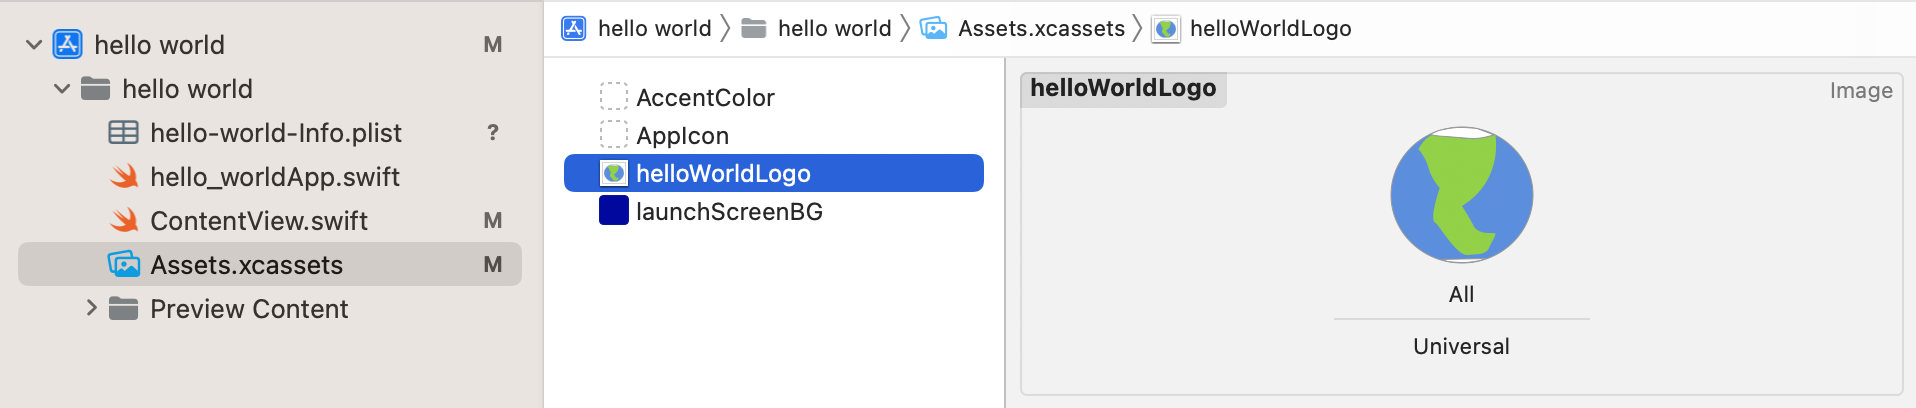 hello world M
hello world
hello-world-Info.plist ?
hello_worldApp.swift
ContentView.swift M
Assets.xcassets M
Preview Content
hello world hello world Assets.xcassets helloWorldLogo
AccentColor
AppIcon
helloWorldLogo
launchScreenBG
helloWorldLogo Image
All
Universal